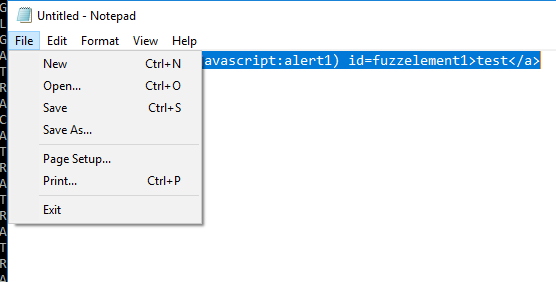 Untitled - Notepad
File Edit Format View Help
avascript:alert1) id=fuzzelement1>test</a>
New Ctrl+N
Open... Ctrl+O
Save Ctrl+S
Save As...
Page Setup...
Print... Ctrl+P
Exit
G
L
G
A
T
R
A
C
A
T
R
A
T
R
A
T
R
A